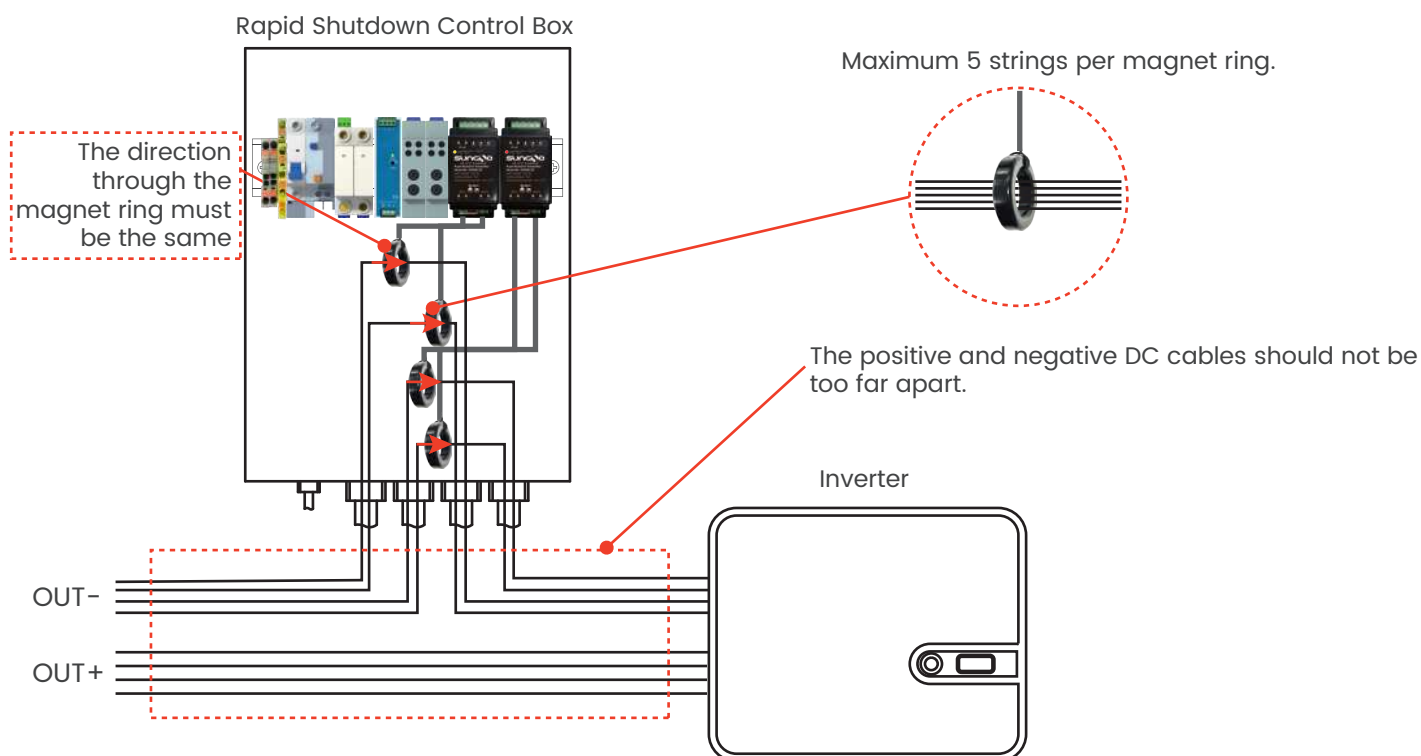 Rapid Shutdown Control Box
Maximum 5 strings per magnet ring.
The direction
through the
magnet ring must
be the same
The positive and negative DC cables should not be
too far apart.
Inverter
OUT-
OUT+